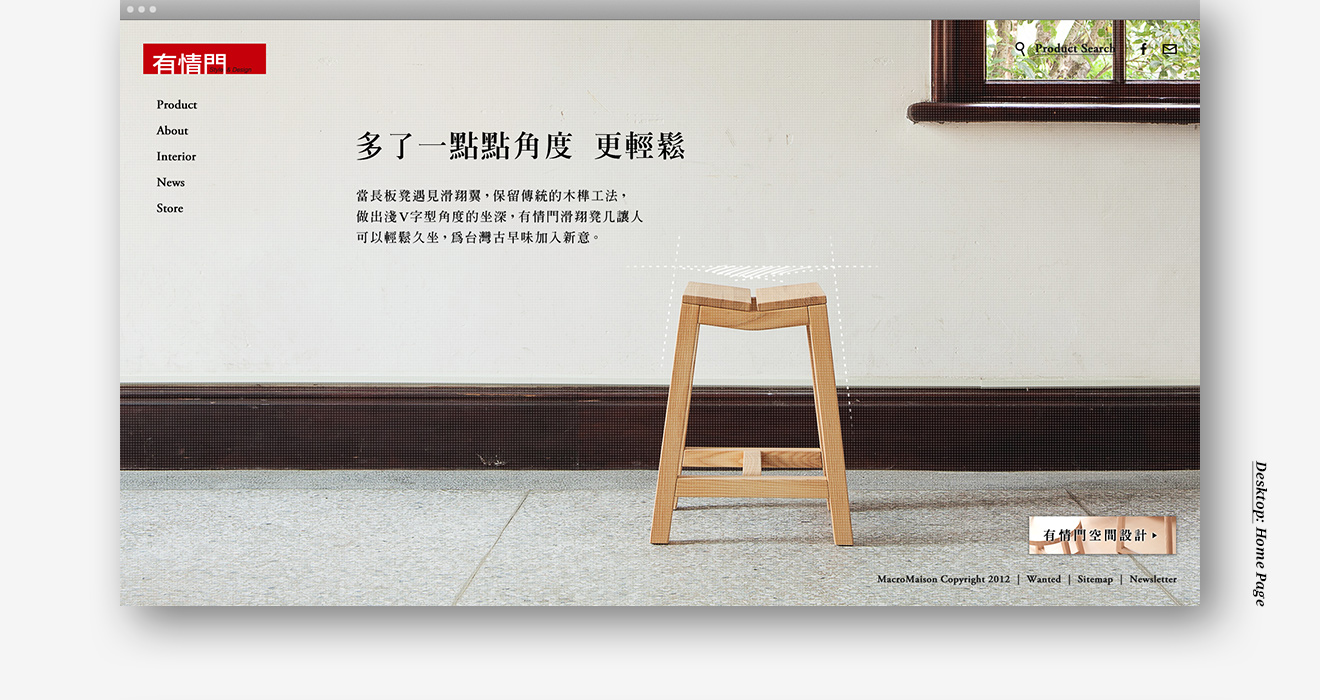 有情門
Product Search
Product
About
Interior
News
Store
多了一點點角度 更輕鬆
當長板凳遇見滑翔翼，保留傳統的木榫工法，
做出淺V字型角度的坐深，有情門滑翔凳几讓人
可以輕鬆久坐，為台灣古早味加入新意。
有情門空間設計
MacroMaison Copyright 2012 | Wanted | Sitemap | Newsletter
Desktop: Home Page